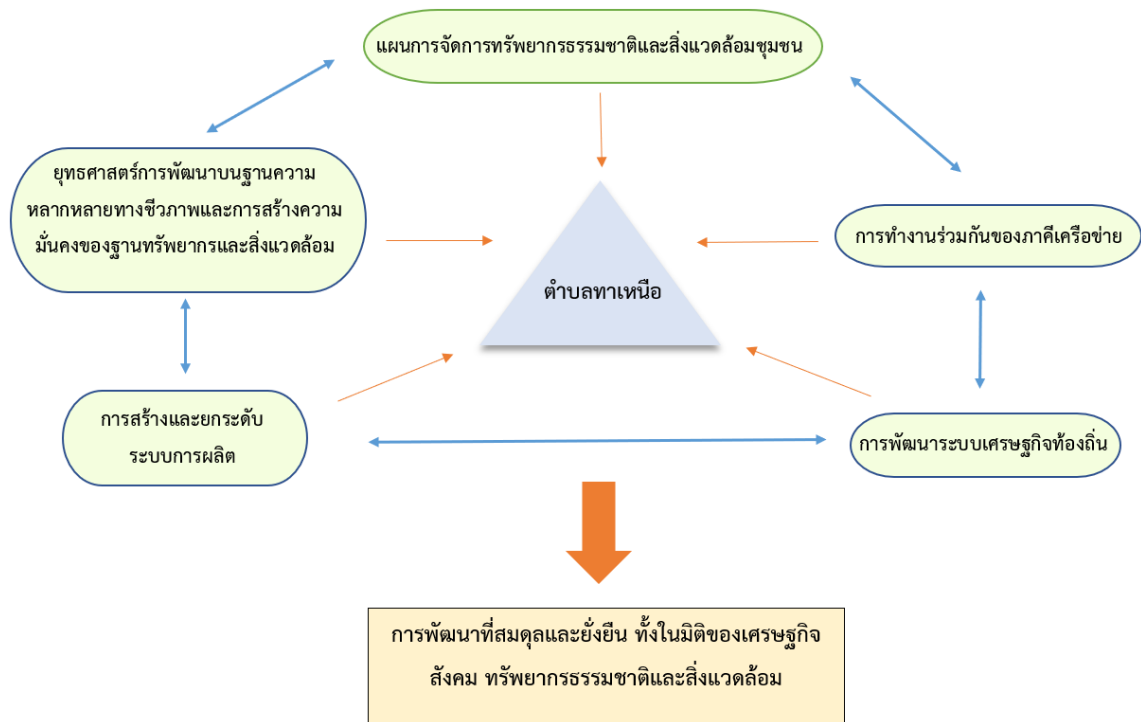 แผนการจัดการทรัพยากรธรรมชาติและสิ่งแวดล้อมชุมชน
ยุทธศาสตร์การพัฒนาบนฐานความ
หลากหลายทางชีวภาพและการสร้างความ
มั่นคงของฐานทรัพยากรและสิ่งแวดล้อม
การทำงานร่วมกันของภาคีเครือข่าย
ตำบลทาเหนือ
การสร้างและยกระดับ
ระบบการผลิต
การพัฒนาระบบเศรษฐกิจท้องถิ่น
การพัฒนาที่สมดุลและยั่งยืน ทั้งในมิติของเศรษฐกิจ
สังคม ทรัพยากรธรรมชาติและสิ่งแวดล้อม